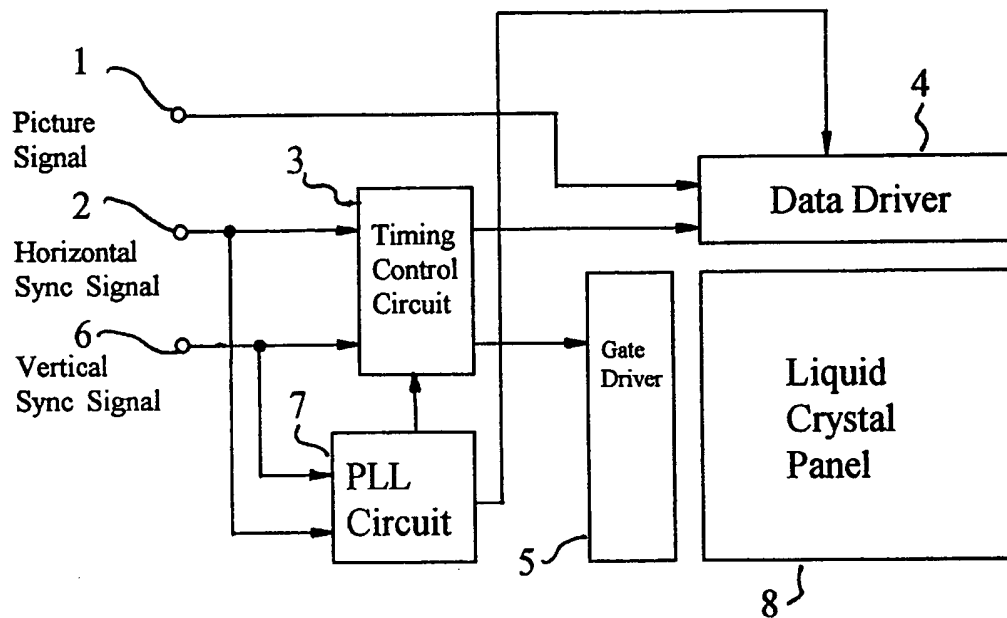 1
Picture
Signal
2
Horizontal
Sync Signal
6
Vertical
Sync Signal
3
Timing
Control
Circuit
7
PLL
Circuit
4
Data Driver
Gate
Driver
5
Liquid
Crystal
Panel
8